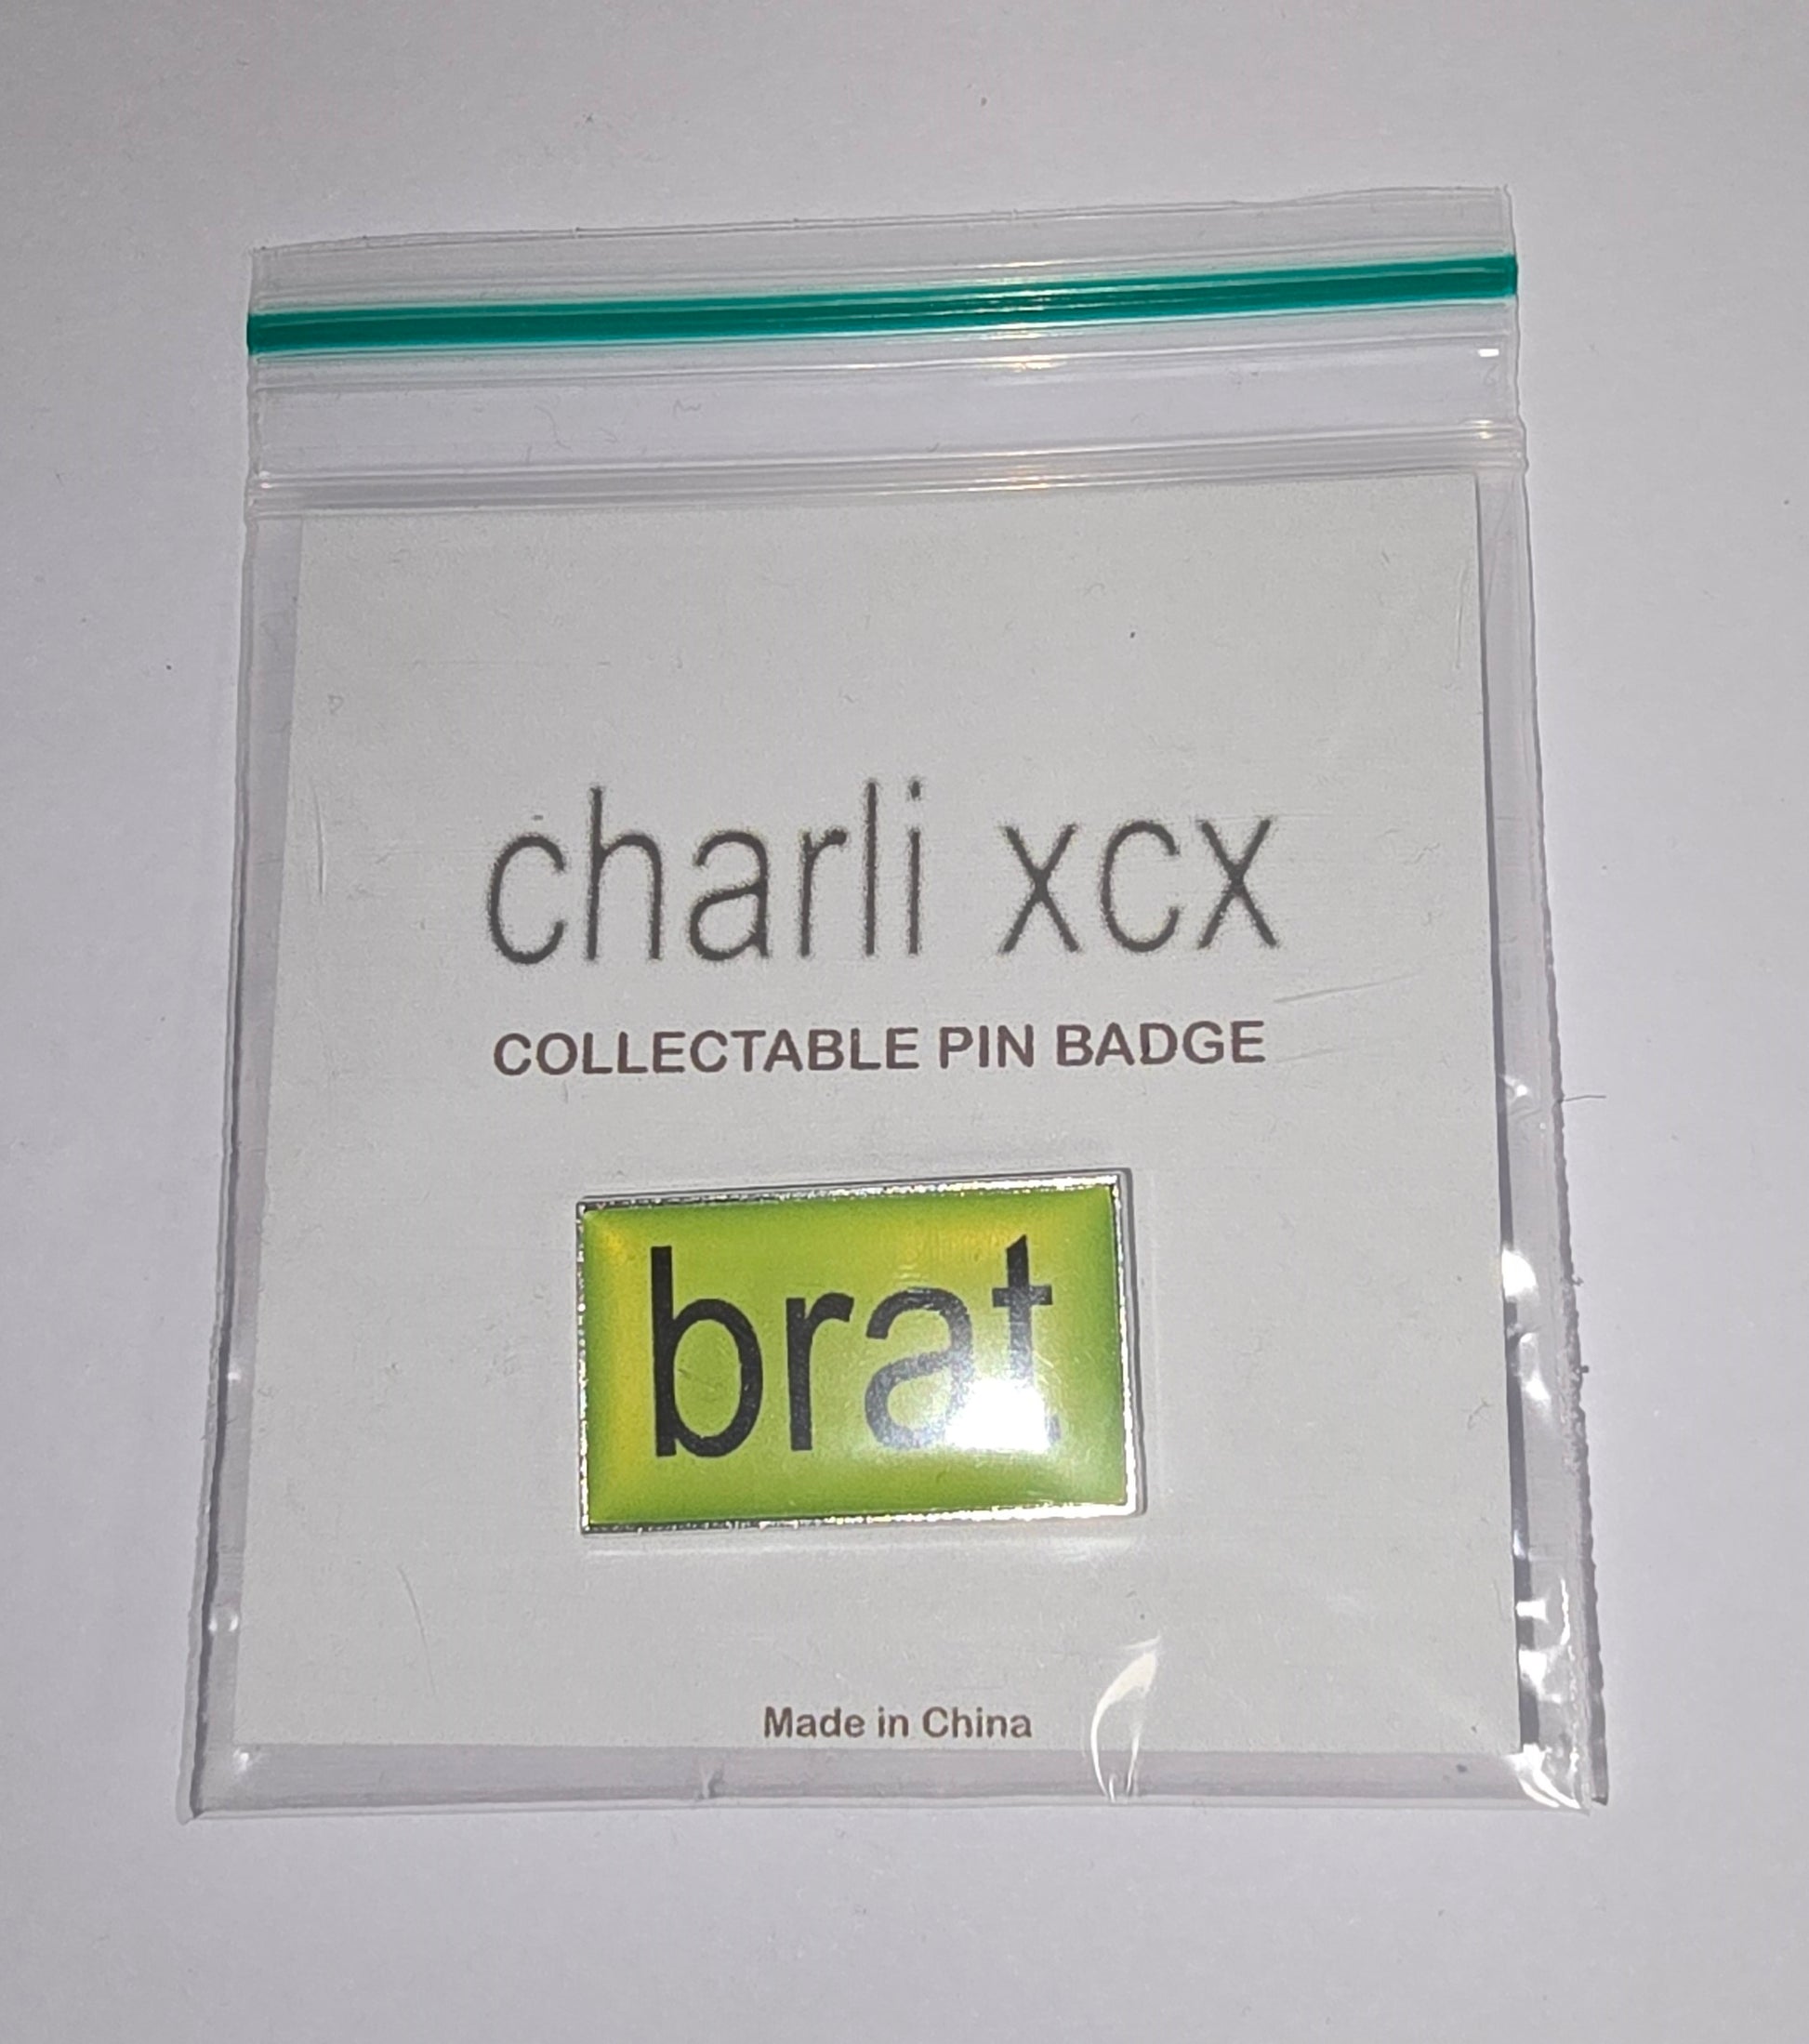 charli xcx
COLLECTABLE PIN BADGE
brat
Made in China